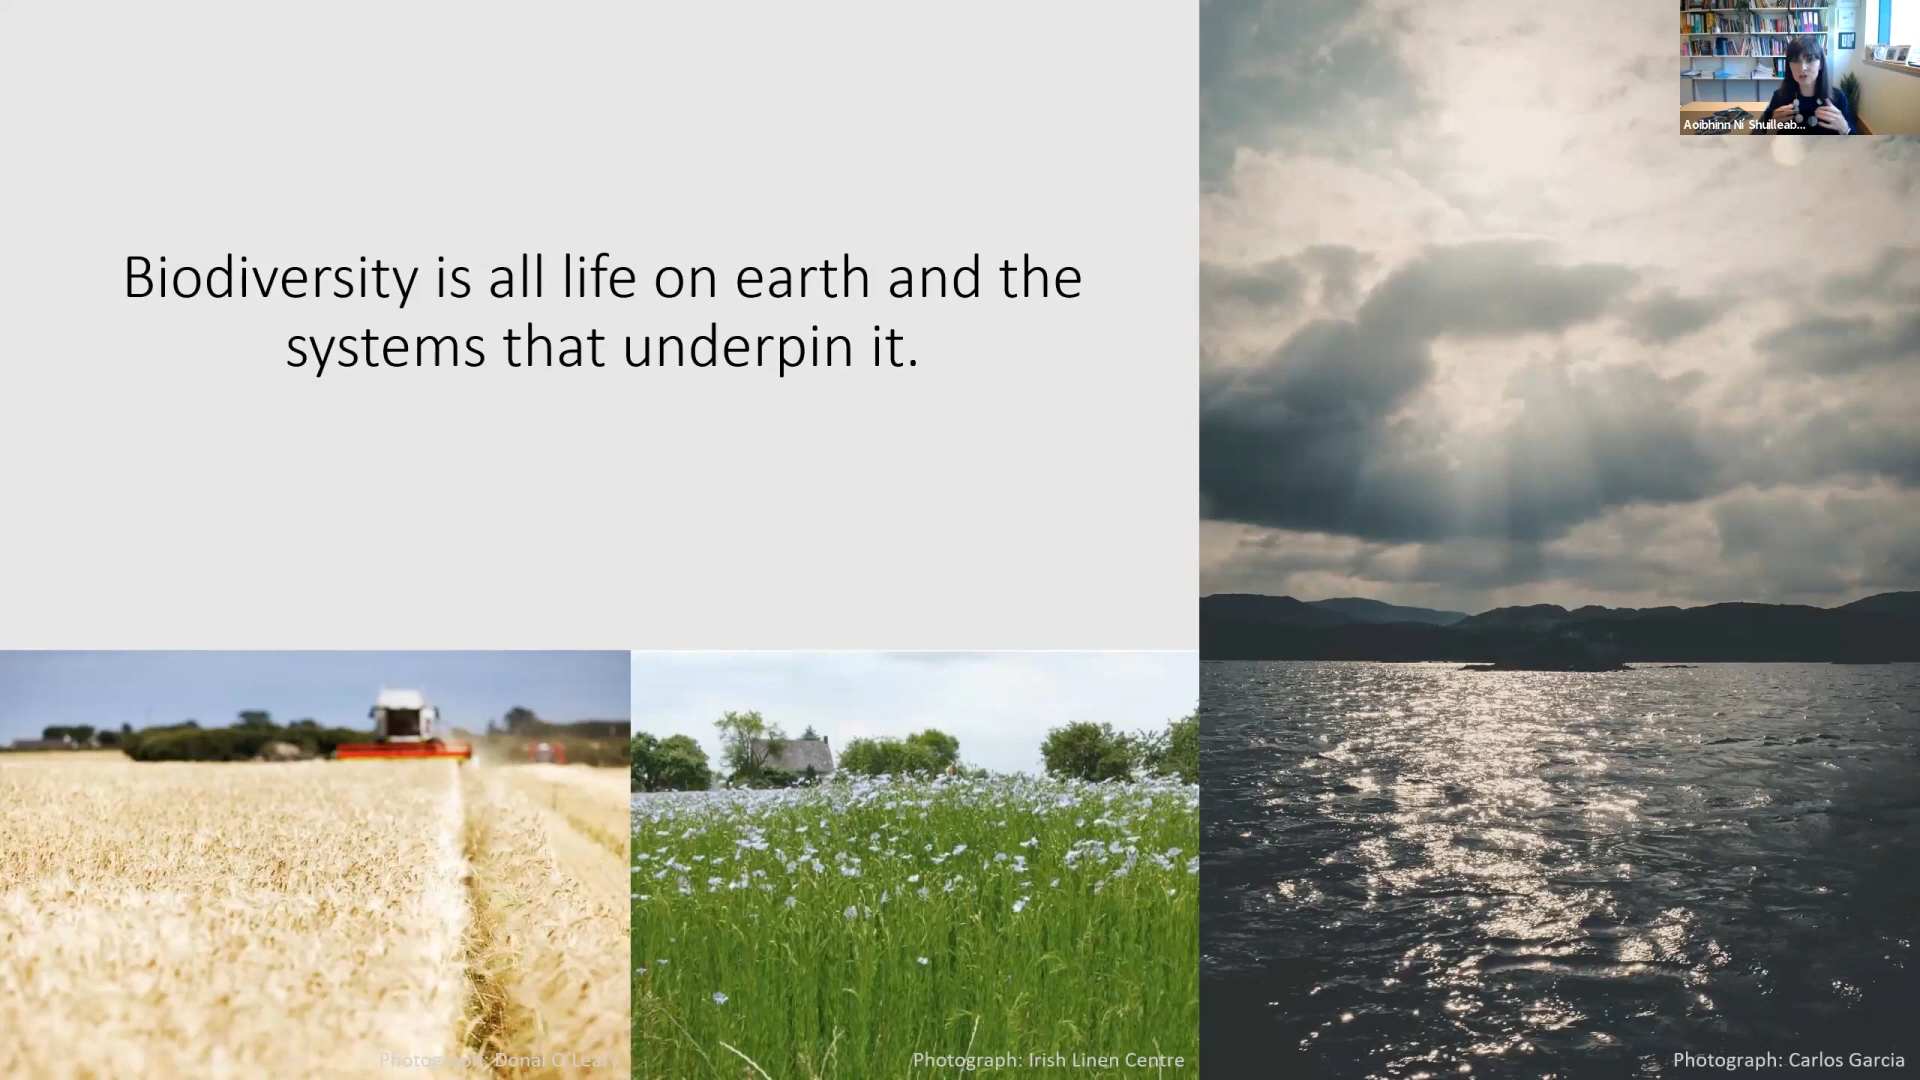 Aoibhinn Ní Shuilleab...
Biodiversity is all life on earth and the
systems that underpin it.
Photograph: Donal O Leary
Photograph: Irish Linen Centre
Photograph: Carlos Garcia